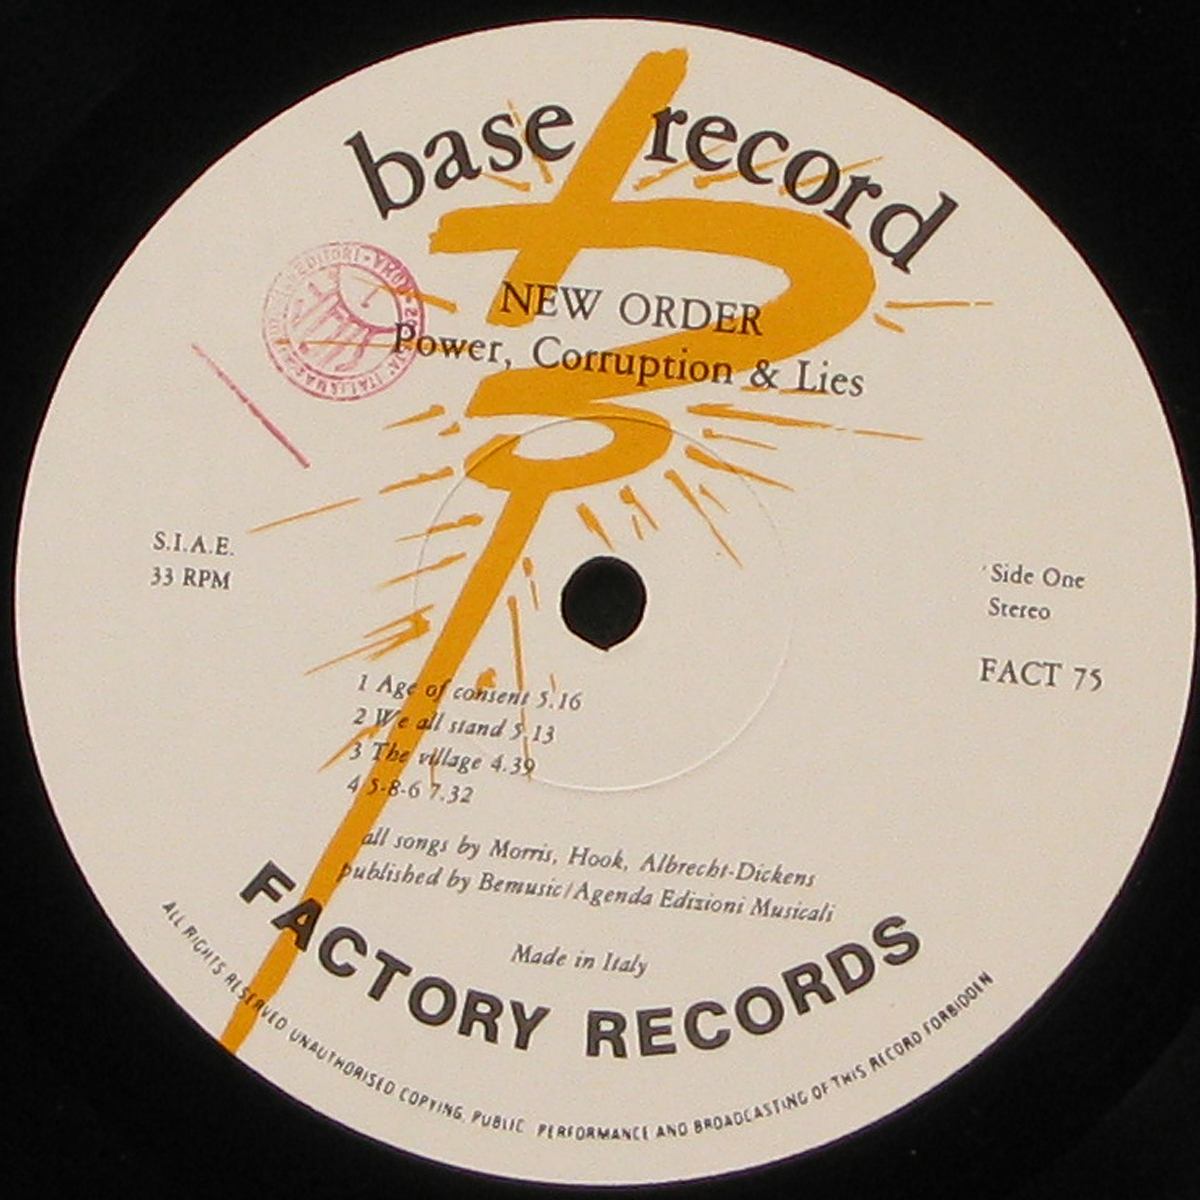 base record
NEW ORDER
Power, Corruption & Lies
S.I.A.E.
33 RPM
Side One
Stereo
FACT 75
1 Age of consent 5.16
2 We all stand 5.13
3 The village 4.39
4 5-8-6 7.32
all songs by Morris, Hook, Albrecht-Dickens
published by Bemusic/Agenda Edizioni Musicali
Made in Italy
FACTORY RECORDS
ALL RIGHTS RESERVED UNAUTHORISED COPYING, PUBLIC PERFORMANCE AND BROADCASTING OF THIS RECORD FORBIDDEN